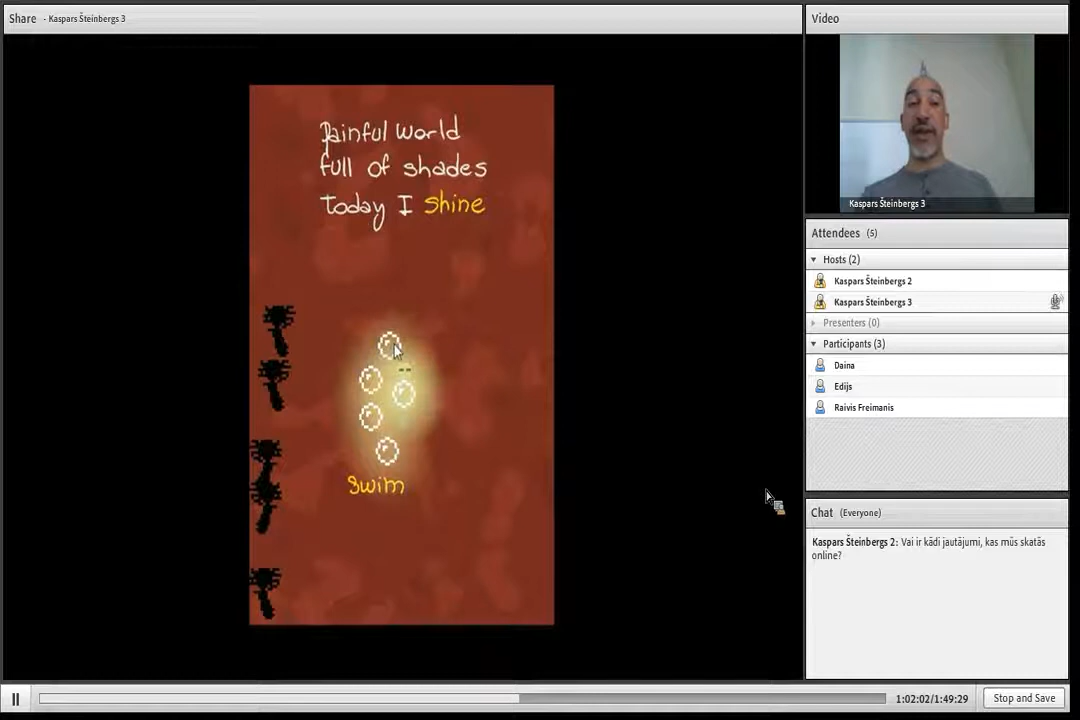 Share - Kaspars Šteinbergs 3
Painful world
full of shades
today I shine
Swim
Video
Kaspars Šteinbergs 3
Attendees (5)
Hosts (2)
Kaspars Šteinbergs 2
Kaspars Šteinbergs 3
Presenters (0)
Participants (3)
Daina
Edijs
Raivis Freimanis
Chat (Everyone)
Kaspars Šteinbergs 2: Vai ir kādi jautājumi, kas mūs skatās
online?
1:02:02/1:49:29
Stop and Save